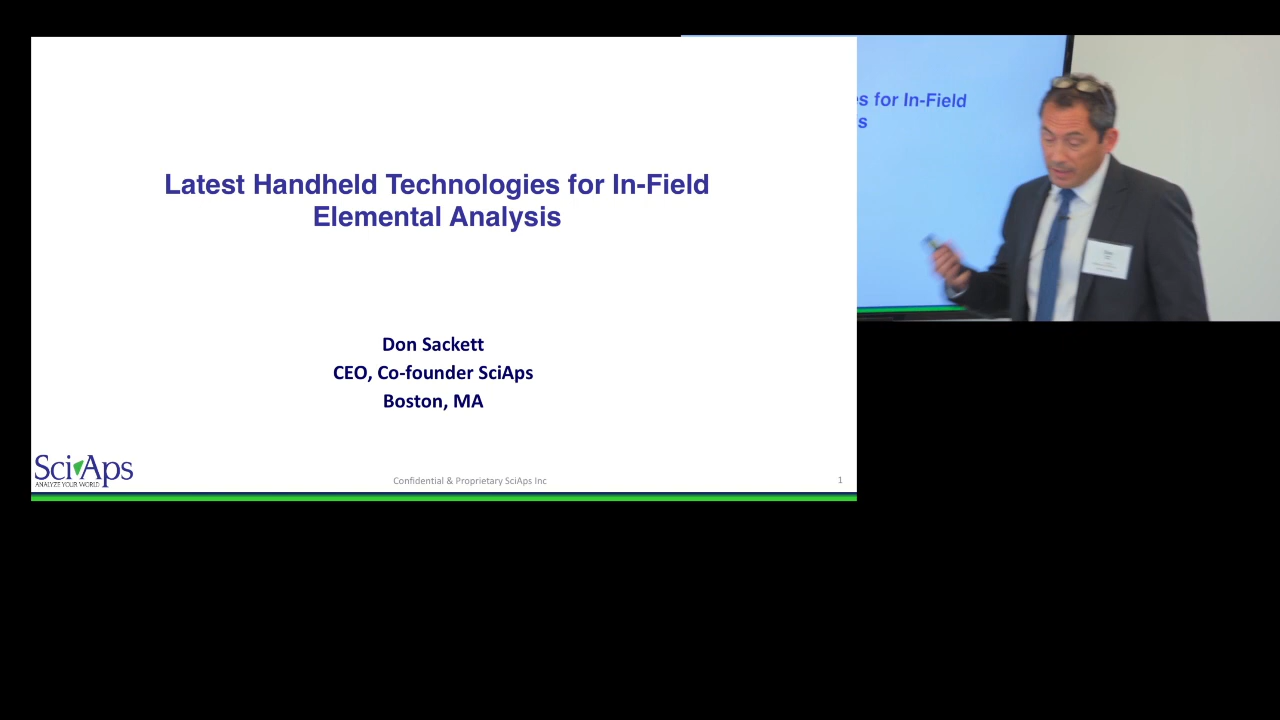 Latest Handheld Technologies for In-Field
Elemental Analysis
Don Sackett
CEO, Co-founder SciAps
Boston, MA
SciAps
ANALYZE YOUR WORLD
Confidential & Proprietary SciAps Inc
1
es for In-Field
s